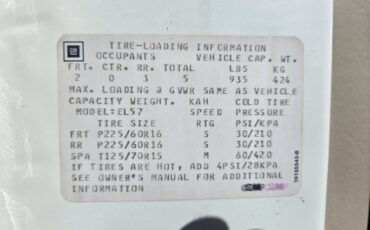 GM
TIRE-LOADING INFORMATION
OCCUPANTS VEHICLE CAP. WT.
FRT. CTR. RR. TOTAL LBS KG
2 0 3 5 935 424
MAX. LOADING @ GVWR SAME AS VEHICLE
CAPACITY WEIGHT. KAH COLD TIRE
MODEL:EL57 SPEED PRESSURE
TIRE SIZE RTG PSI/KPA
FRT P225/60R16 S 30/210
RR P225/60R16 S 30/210
SPA T125/70R15 M 60/420
IF TIRES ARE HOT, ADD 4PSI/28KPA
SEE OWNER'S MANUAL FOR ADDITIONAL
INFORMATION